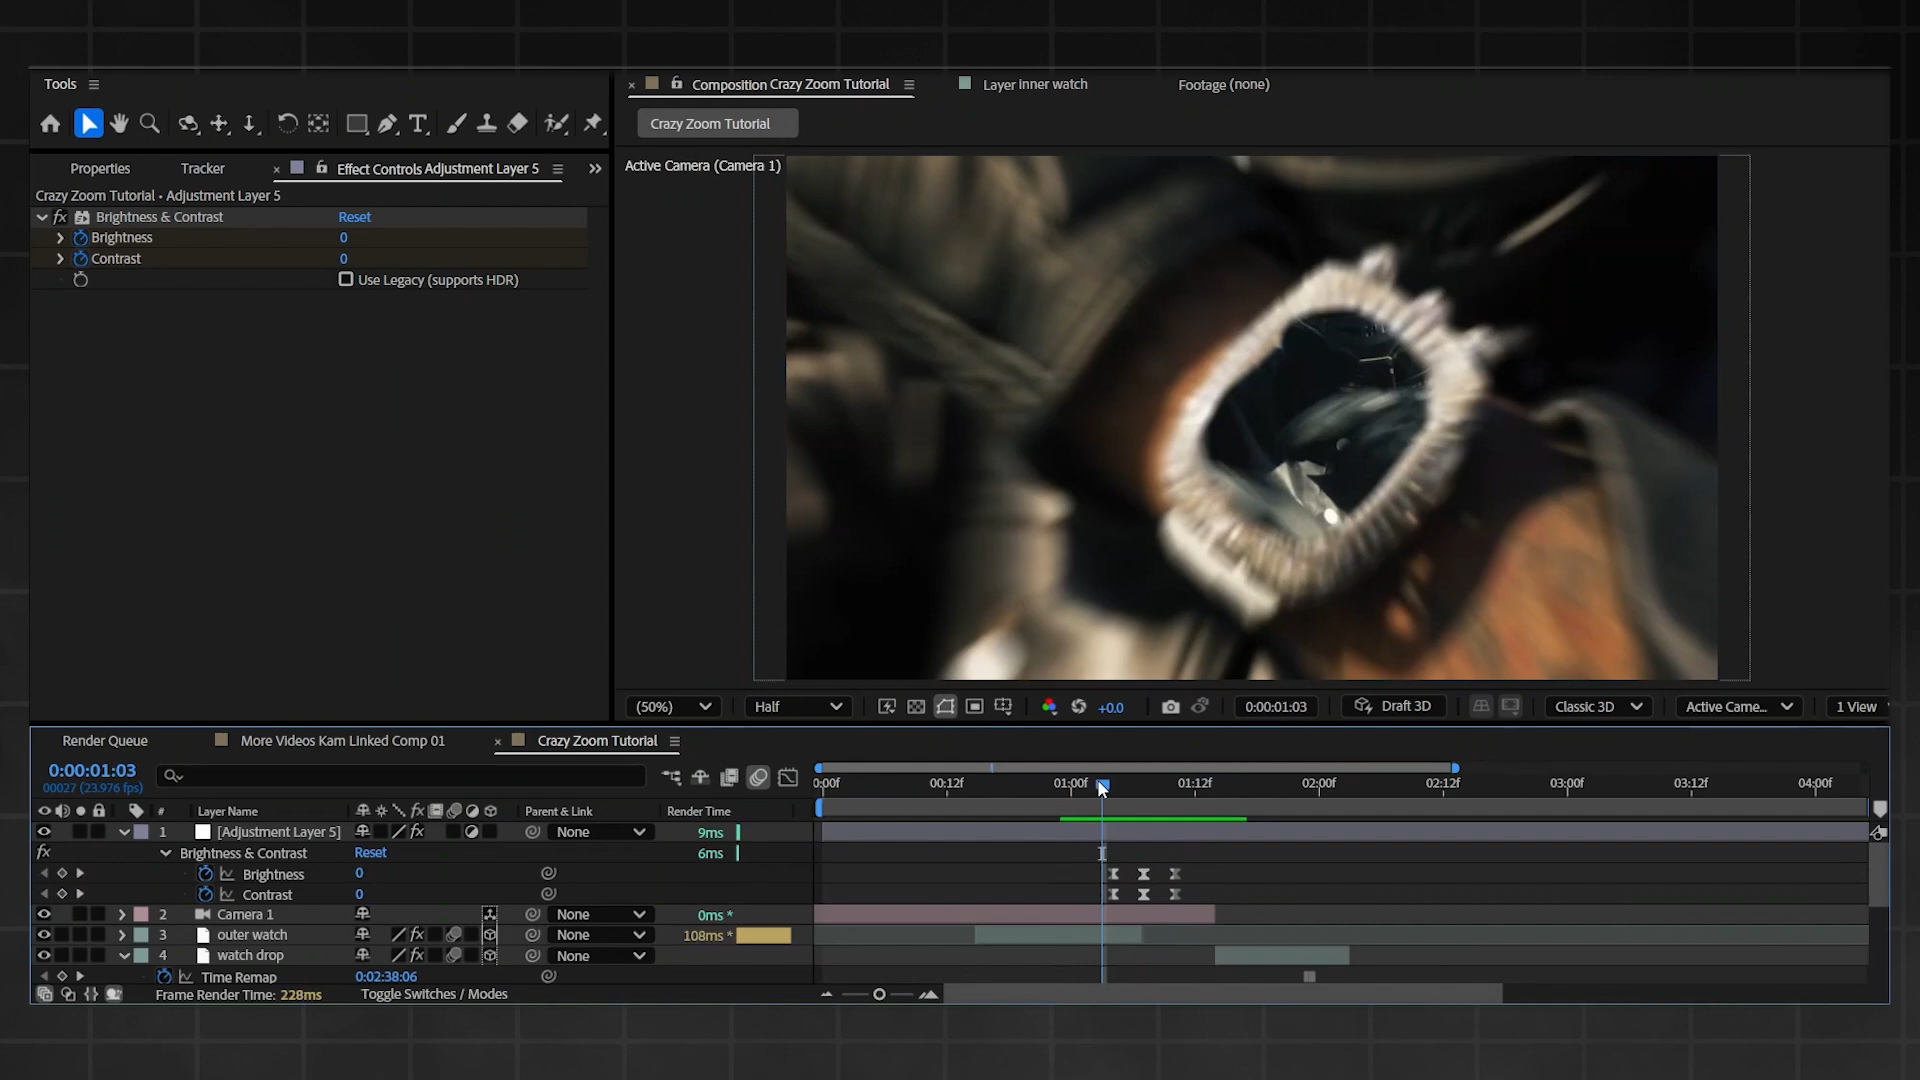 Tools
Properties
Tracker
Effect Controls Adjustment Layer 5
Crazy Zoom Tutorial • Adjustment Layer 5
fx Brightness & Contrast Reset
Brightness 0
Contrast 0
Use Legacy (supports HDR)
Composition Crazy Zoom Tutorial
Layer inner watch
Footage (none)
Crazy Zoom Tutorial
Active Camera (Camera 1)
(50%)
Half
+0.0
0:00:01:03
Draft 3D
Classic 3D
Active Came...
1 View
Render Queue
More Videos Kam Linked Comp 01
Crazy Zoom Tutorial
0:00:01:03
00027 (23.976 fps)
0:00f 00:12f 01:00f 01:12f 02:00f 02:12f 03:00f 03:12f 04:00f
# Layer Name fx Parent & Link Render Time
1 [Adjustment Layer 5] fx None 9ms
fx Brightness & Contrast Reset 6ms
Brightness 0
Contrast 0
2 Camera 1 None 0ms *
3 outer watch fx None 108ms *
4 watch drop fx None
Time Remap 0:02:38:06
Frame Render Time: 228ms
Toggle Switches / Modes